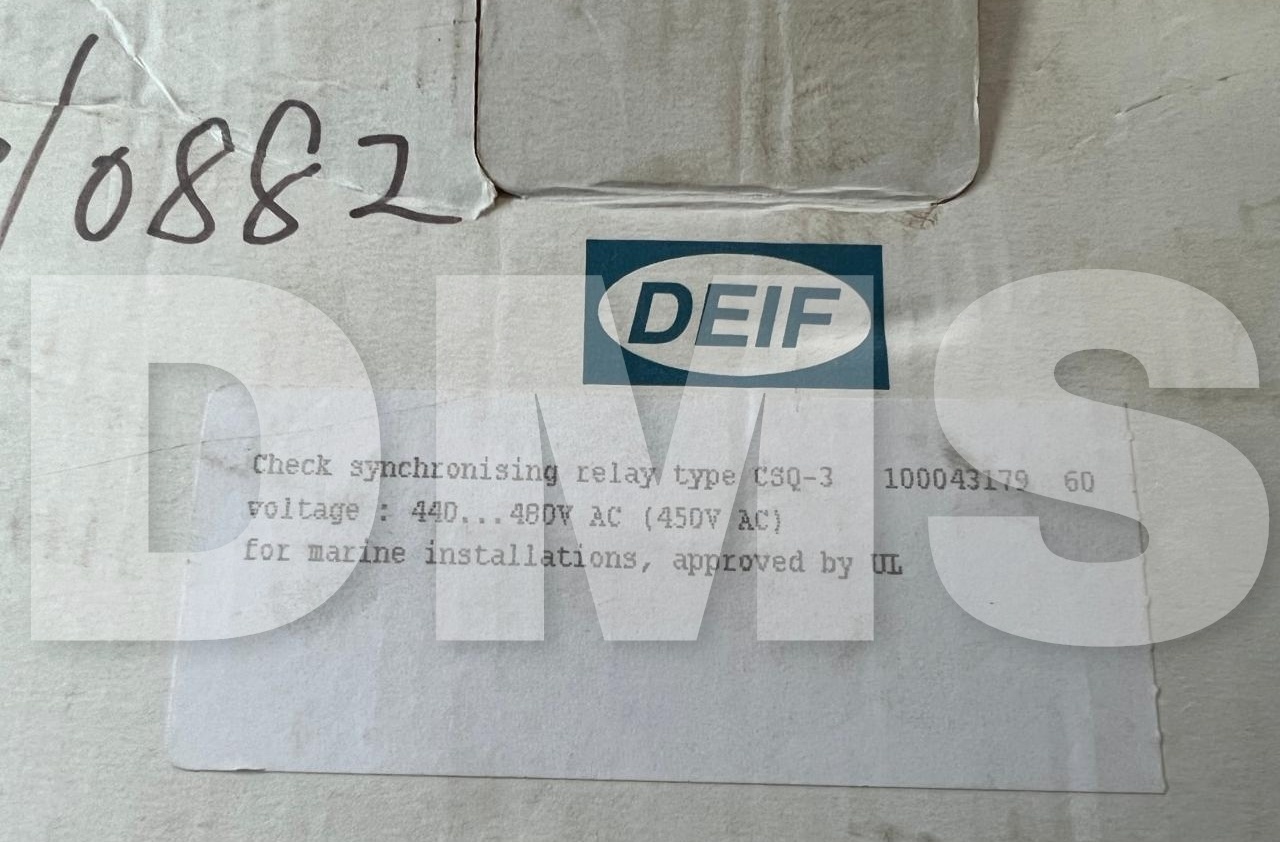 /0882
DEIF
DMS
Check synchronising relay type CSQ-3 100043179 60
voltage : 440...480V AC (450V AC)
for marine installations, approved by UL